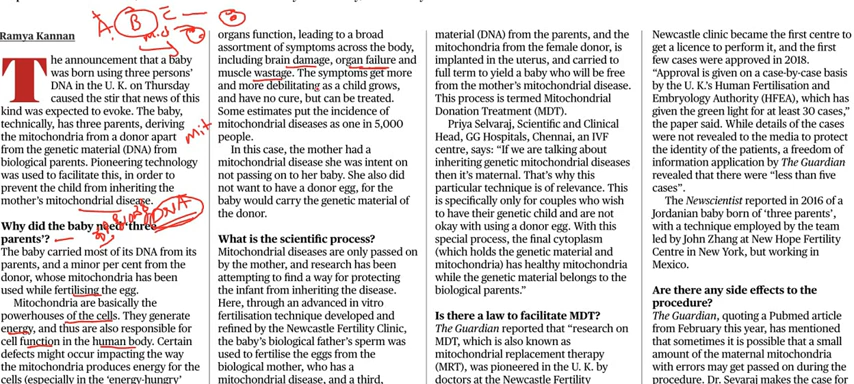 Ramya Kannan
The announcement that a baby
was born using three persons'
DNA in the U. K. on Thursday
caused the stir that news of this
kind was expected to evoke. The baby,
technically, has three parents, deriving
the mitochondria from a donor apart
from the genetic material (DNA) from
biological parents. Pioneering technology
was used to facilitate this, in order to
prevent the child from inheriting the
mother's mitochondrial disease.
DNA
Why did the baby need 'three
parents'?
The baby carried most of its DNA from its
parents, and a minor per cent from the
donor, whose mitochondria has been
used while fertilising the egg.
Mitochondria are basically the
powerhouses of the cells. They generate
energy, and thus are also responsible for
cell function in the human body. Certain
defects might occur impacting the way
the mitochondria produces energy for the
cells (especially in the 'energy-hungry'
organs function, leading to a broad
assortment of symptoms across the body,
including brain damage, organ failure and
muscle wastage. The symptoms get more
and more debilitating as a child grows,
and have no cure, but can be treated.
Some estimates put the incidence of
mitochondrial diseases as one in 5,000
people.
In this case, the mother had a
mitochondrial disease she was intent on
not passing on to her baby. She also did
not want to have a donor egg, for the
baby would carry the genetic material of
the donor.
What is the scientific process?
Mitochondrial diseases are only passed on
by the mother, and research has been
attempting to find a way for protecting
the infant from inheriting the disease.
Here, through an advanced in vitro
fertilisation technique developed and
refined by the Newcastle Fertility Clinic,
the baby's biological father's sperm was
used to fertilise the eggs from the
biological mother, who has a
mitochondrial disease, and a third,
material (DNA) from the parents, and the
mitochondria from the female donor, is
implanted in the uterus, and carried to
full term to yield a baby who will be free
from the mother's mitochondrial disease.
This process is termed Mitochondrial
Donation Treatment (MDT).
Priya Selvaraj, Scientific and Clinical
Head, GG Hospitals, Chennai, an IVF
centre, says: "If we are talking about
inheriting genetic mitochondrial diseases
then it's maternal. That's why this
particular technique is of relevance. This
is specifically only for couples who wish
to have their genetic child and are not
okay with using a donor egg. With this
special process, the final cytoplasm
(which holds the genetic material and
mitochondria) has healthy mitochondria
while the genetic material belongs to the
biological parents."
Is there a law to facilitate MDT?
The Guardian reported that "research on
MDT, which is also known as
mitochondrial replacement therapy
(MRT), was pioneered in the U. K. by
doctors at the Newcastle Fertility
Newcastle clinic became the first centre to
get a licence to perform it, and the first
few cases were approved in 2018.
"Approval is given on a case-by-case basis
by the U. K.'s Human Fertilisation and
Embryology Authority (HFEA), which has
given the green light for at least 30 cases,"
the paper said. While details of the cases
were not revealed to the media to protect
the identity of the patients, a freedom of
information application by The Guardian
revealed that there were "less than five
cases".
The Newscientist reported in 2016 of a
Jordanian baby born of 'three parents',
with a technique employed by the team
led by John Zhang at New Hope Fertility
Centre in New York, but working in
Mexico.
Are there any side effects to the
procedure?
The Guardian, quoting a Pubmed article
from February this year, has mentioned
that sometimes it is possible that a small
amount of the maternal mitochondria
with errors may get passed on during the
procedure. Dr. Sevaraj makes the case for